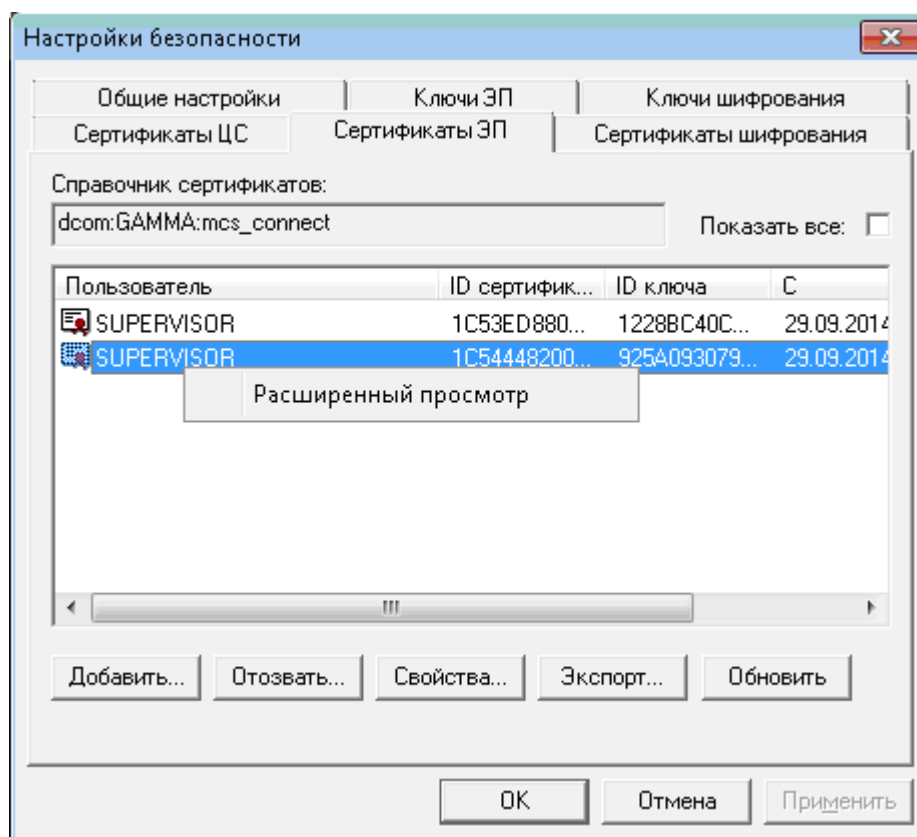 Настройки безопасности
Общие настройки Ключи ЭП Ключи шифрования
Сертификаты ЦС Сертификаты ЭП Сертификаты шифрования
Справочник сертификатов:
dcom:GAMMA:mcs_connect Показать все:
Пользователь ID сертифик... ID ключа С
SUPERVISOR 1C53ED880... 1228BC40C... 29.09.2014
SUPERVISOR 1C54448200... 925A093079... 29.09.2014
Расширенный просмотр
Добавить... Отозвать... Свойства... Экспорт... Обновить
OK Отмена Применить